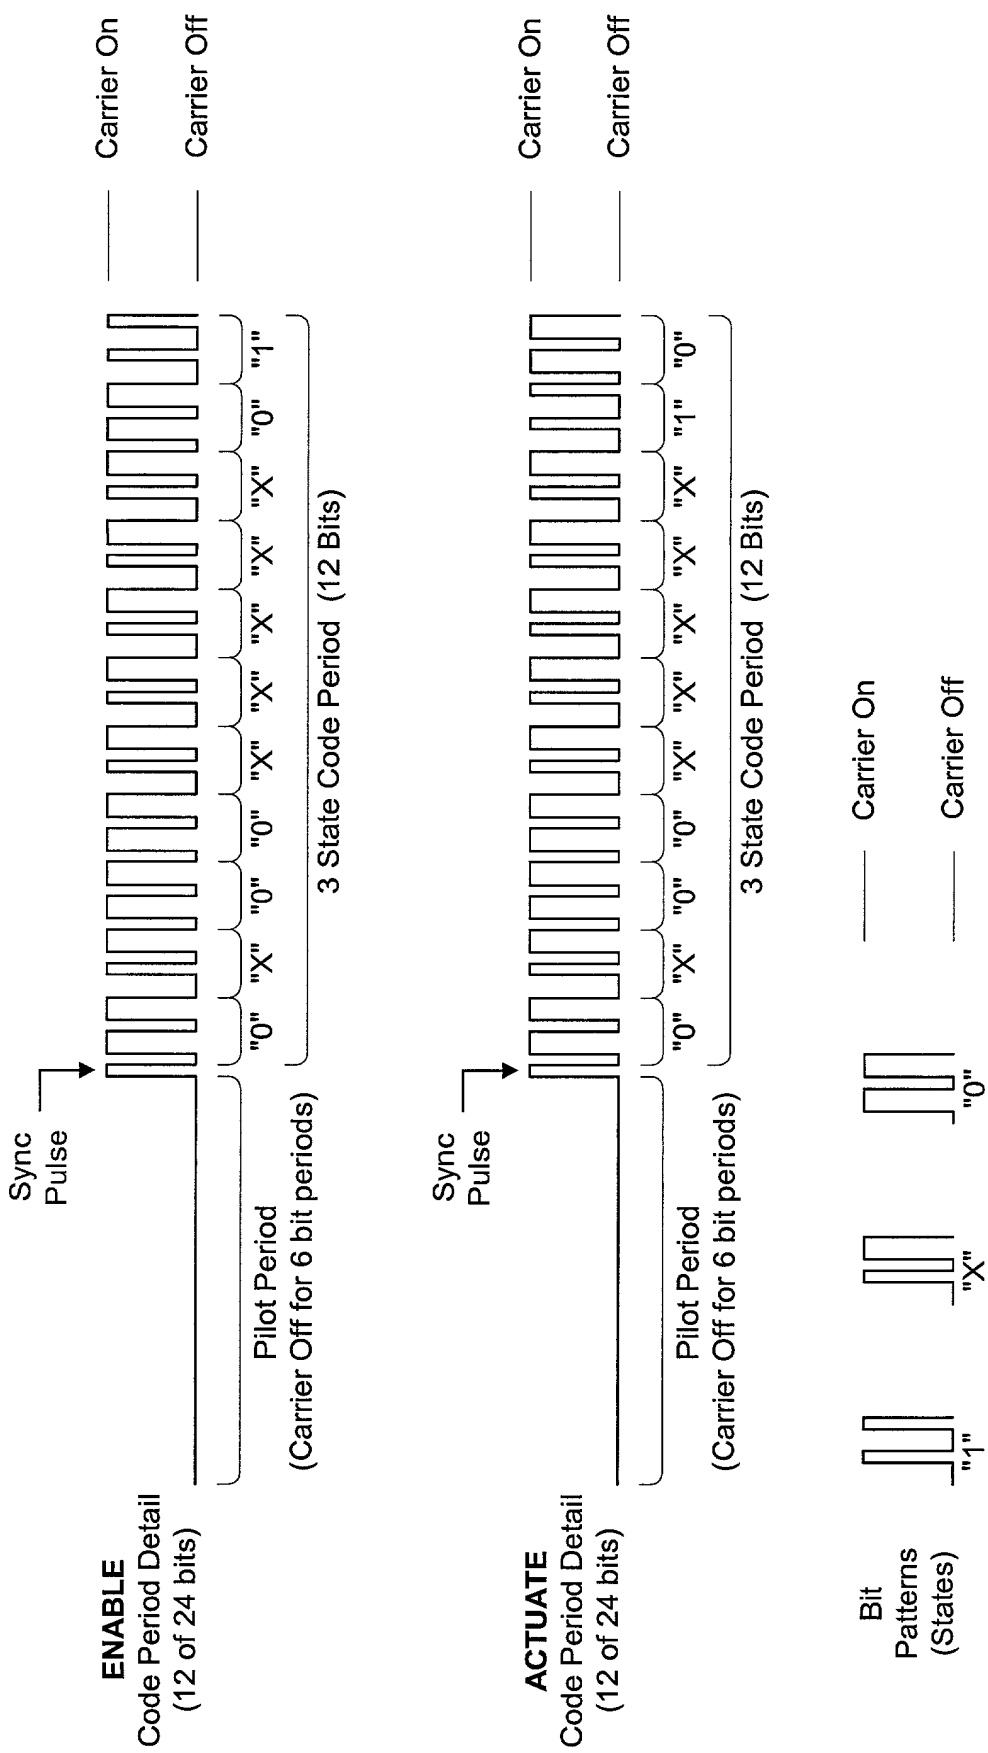 Sync
Pulse
Carrier On
Carrier Off
ENABLE
Code Period Detail
(12 of 24 bits)
"0" "X" "0" "0" "X" "X" "X" "X" "X" "0" "1"
Pilot Period
(Carrier Off for 6 bit periods)
3 State Code Period (12 Bits)
Sync
Pulse
Carrier On
Carrier Off
ACTUATE
Code Period Detail
(12 of 24 bits)
"0" "X" "0" "0" "X" "X" "X" "X" "X" "1" "0"
Pilot Period
(Carrier Off for 6 bit periods)
3 State Code Period (12 Bits)
Bit
Patterns
(States)
Carrier On
Carrier Off
"1" "X" "0"